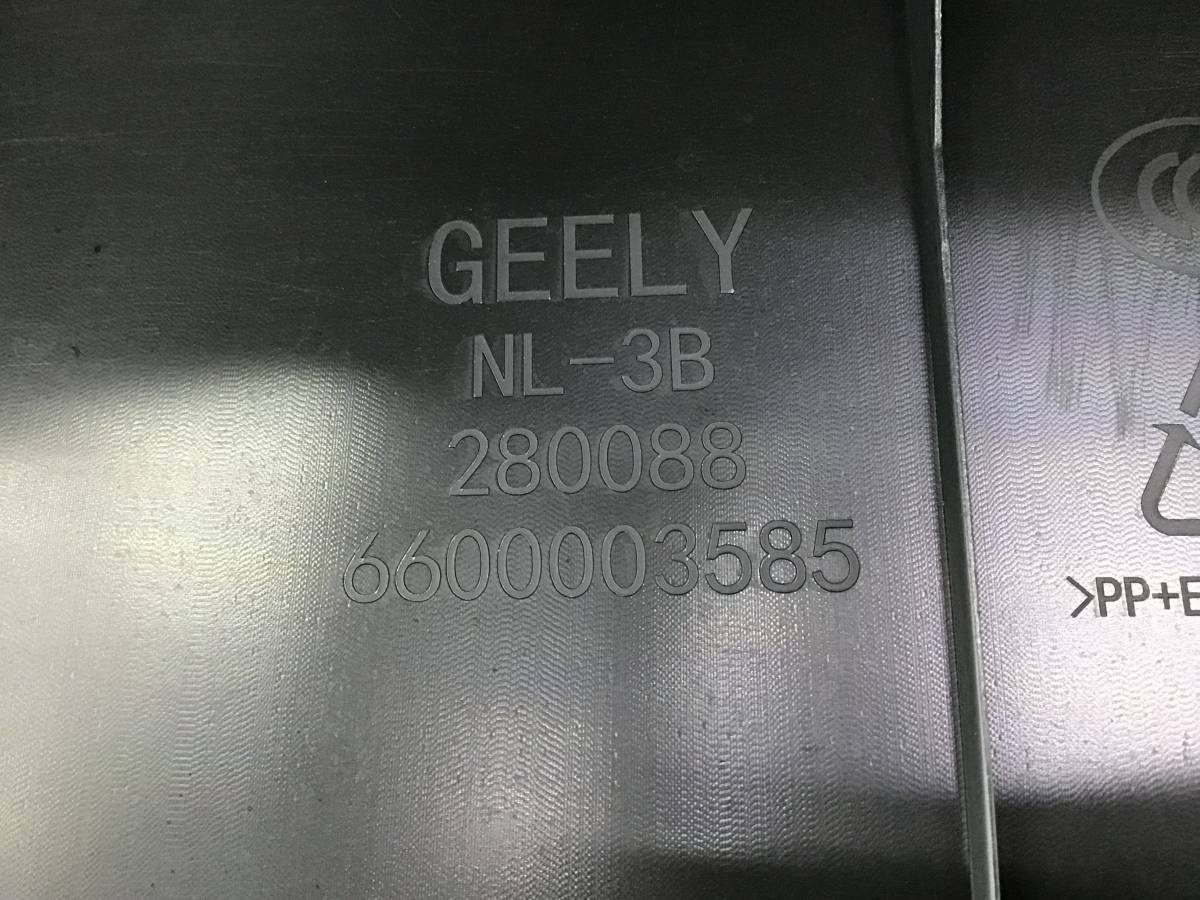 GEELY
NL-3B
280088
6600003585
>PP+E